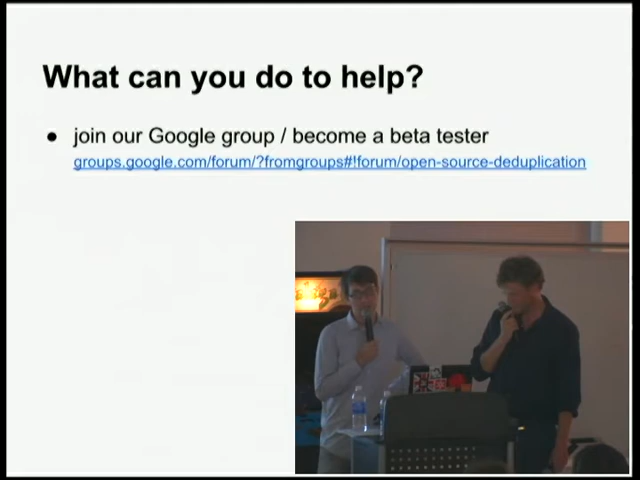 What can you do to help?
● join our Google group / become a beta tester
groups.google.com/forum/?fromgroups#!forum/open-source-deduplication